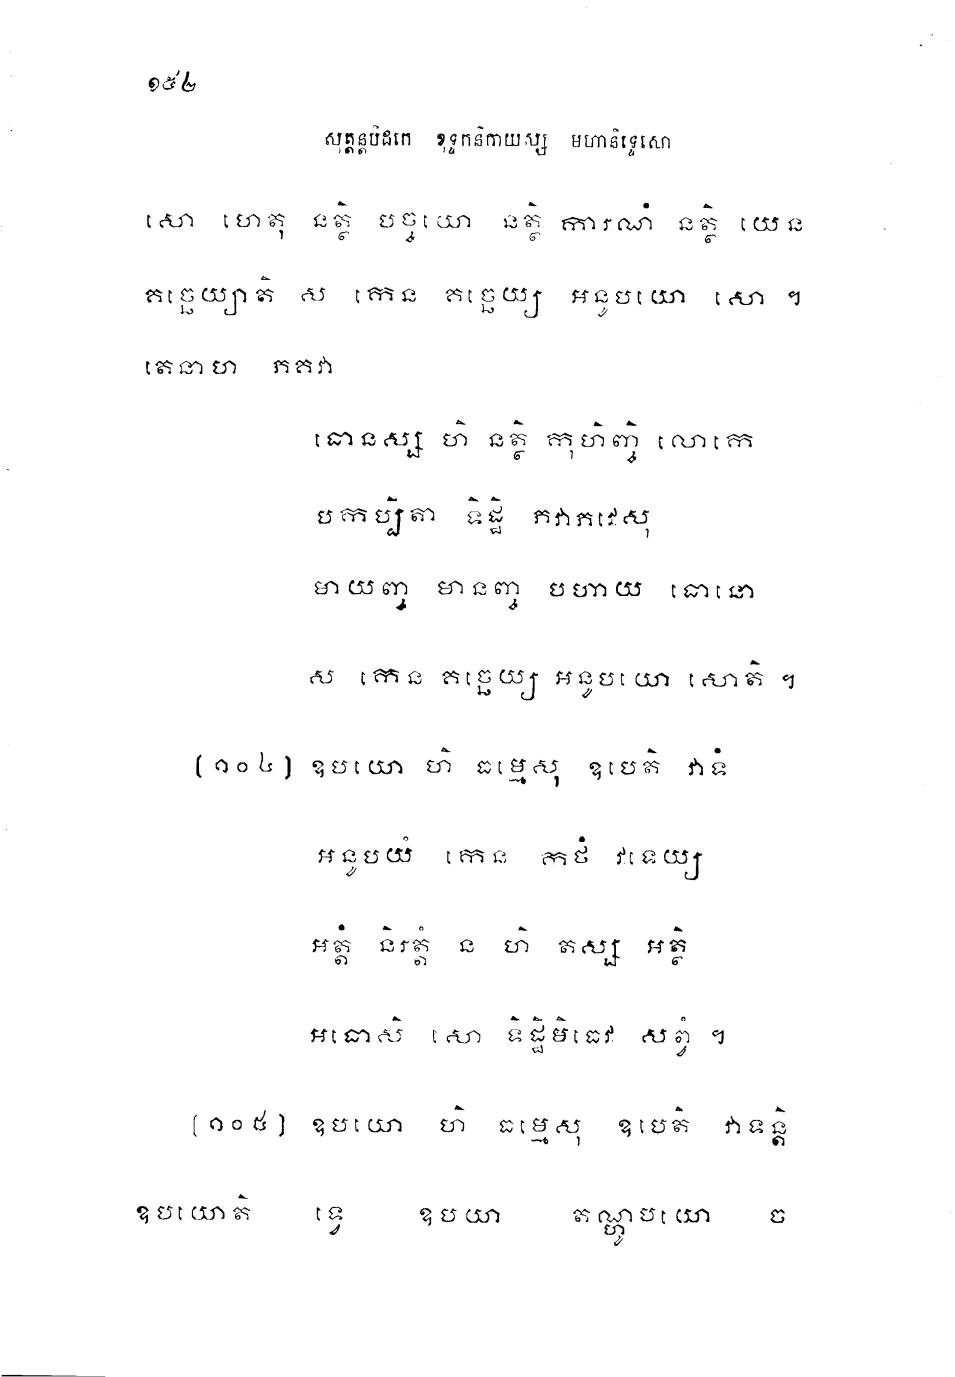 ១៥២
សុត្តន្តបិដកេ ខុទ្ទកនិកាយស្ស មហានិទ្ទេសោ
សោ ហេតុ នត្ថិ បច្ចយោ នត្ថិ ការណំ នត្ថិ យេន
គច្ឆេយ្យាតិ ស កេន គច្ឆេយ្យ អនូបយោ សោ ។
តេនាហ ភគវា
ធោនស្ស ហិ នត្ថិ កុហិញ្ចិ លោកេ
បកប្បិតា ទិដ្ឋិ ភវាភវេសុ
មាយញ្ច មានញ្ច បហាយ ធោនោ
ស កេន គច្ឆេយ្យ អនូបយោ សោតិ ។
[១០៤] ឧបយោ ហិ ធម្មេសុ ឧបេតិ វាទំ
អនូបយំ កេន កថំ វទេយ្យ
អត្តំ និរត្តំ ន ហិ តស្ស អត្ថិ
អធោសិ សោ ទិដ្ឋិមិធេវ សព្វំ ។
[១០៥] ឧបយោ ហិ ធម្មេសុ ឧបេតិ វាទន្តិ
ឧបយោតិ ទ្វេ ឧបយា តណ្ហូបយោ ច